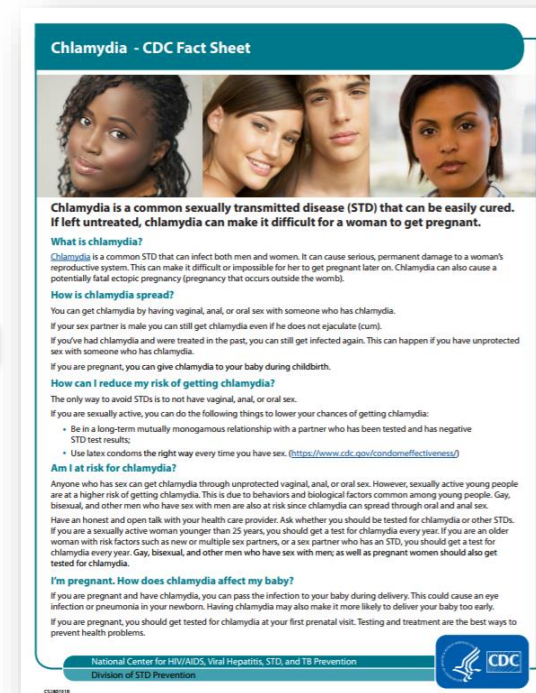 Chlamydia - CDC Fact Sheet
Chlamydia is a common sexually transmitted disease (STD) that can be easily cured.
If left untreated, chlamydia can make it difficult for a woman to get pregnant.
What is chlamydia?
Chlamydia is a common STD that can infect both men and women. It can cause serious, permanent damage to a woman's
reproductive system. This can make it difficult or impossible for her to get pregnant later on. Chlamydia can also cause a
potentially fatal ectopic pregnancy (pregnancy that occurs outside the womb).
How is chlamydia spread?
You can get chlamydia by having vaginal, anal, or oral sex with someone who has chlamydia.
If your sex partner is male you can still get chlamydia even if he does not ejaculate (cum).
If you've had chlamydia and were treated in the past, you can still get infected again. This can happen if you have unprotected
sex with someone who has chlamydia.
If you are pregnant, you can give chlamydia to your baby during childbirth.
How can I reduce my risk of getting chlamydia?
The only way to avoid STDs is to not have vaginal, anal, or oral sex.
If you are sexually active, you can do the following things to lower your chances of getting chlamydia:
• Be in a long-term mutually monogamous relationship with a partner who has been tested and has negative
STD test results;
• Use latex condoms the right way every time you have sex. (https://www.cdc.gov/condomeffectiveness/)
Am I at risk for chlamydia?
Anyone who has sex can get chlamydia through unprotected vaginal, anal, or oral sex. However, sexually active young people
are at a higher risk of getting chlamydia. This is due to behaviors and biological factors common among young people. Gay,
bisexual, and other men who have sex with men are also at risk since chlamydia can spread through oral and anal sex.
Have an honest and open talk with your health care provider. Ask whether you should be tested for chlamydia or other STDs.
If you are a sexually active woman younger than 25 years, you should get a test for chlamydia every year. If you are an older
woman with risk factors such as new or multiple sex partners, or a sex partner who has an STD, you should get a test for
chlamydia every year. Gay, bisexual, and other men who have sex with men; as well as pregnant women should also get
tested for chlamydia.
I'm pregnant. How does chlamydia affect my baby?
If you are pregnant and have chlamydia, you can pass the infection to your baby during delivery. This could cause an eye
infection or pneumonia in your newborn. Having chlamydia may also make it more likely to deliver your baby too early.
If you are pregnant, you should get tested for chlamydia at your first prenatal visit. Testing and treatment are the best ways to
prevent health problems.
National Center for HIV/AIDS, Viral Hepatitis, STD, and TB Prevention
Division of STD Prevention
CDC